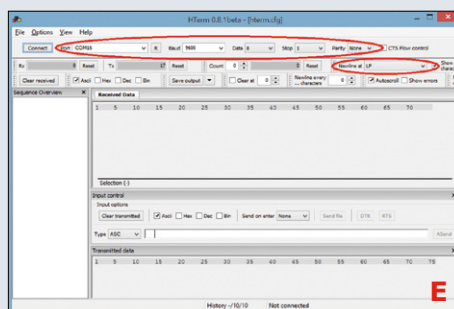 HTerm 0.8.1beta - [hterm.cfg]
File Options View Help
Connect Port COM16 R Baud 9600 Data 8 Stop 1 Parity None CTS Flow control
Rx Reset Tx Reset Count 0 Reset Newline at LF Show
Clear received Ascii Hex Dec Bin Save output Clear at 0 Newline every ... characters 0 Autoscroll Show errors
Sequence Overview X Received Data
1 5 10 15 20 25 30 35 40 45 50 55 60 65 70
Selection (-)
Input control
Input options
Clear transmitted Ascii Hex Dec Bin Send on enter None Send file DTR RTS
Type ASC ASend
Transmitted data
1 5 10 15 20 25 30 35 40 45 50 55 60 65 70 75
History -/10/10 Not connected
E